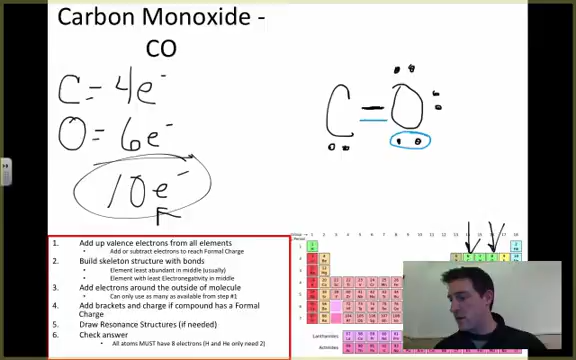 Carbon Monoxide -
CO
C = 4e⁻
O = 6e⁻
10e⁻
C = O
1. Add up valence electrons from all elements
• Add or subtract electrons to reach Formal Charge
2. Build skeleton structure with bonds
• Element least abundant in middle (usually)
• Element with least Electronegativity in middle
3. Add electrons around the outside of molecule
• Can only use as many as available from step #1
4. Add brackets and charge if compound has a Formal
Charge
5. Draw Resonance Structures (if needed)
6. Check answer
• All atoms MUST have 8 electrons (H and He only need 2)
Lanthanides
Actinides